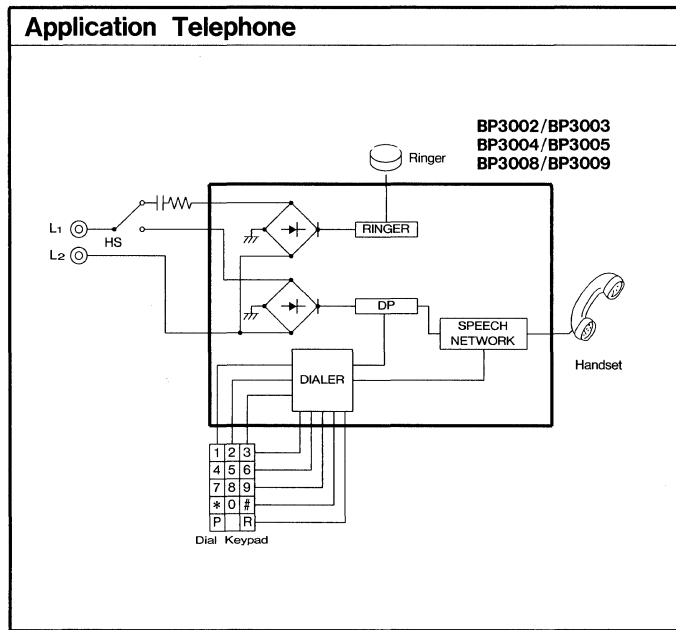 Application Telephone
BP3002/BP3003
BP3004/BP3005
BP3008/BP3009
Ringer
L1
HS
L2
RINGER
DP
SPEECH
NETWORK
Handset
DIALER
1 2 3
4 5 6
7 8 9
* 0 #
P R
Dial Keypad